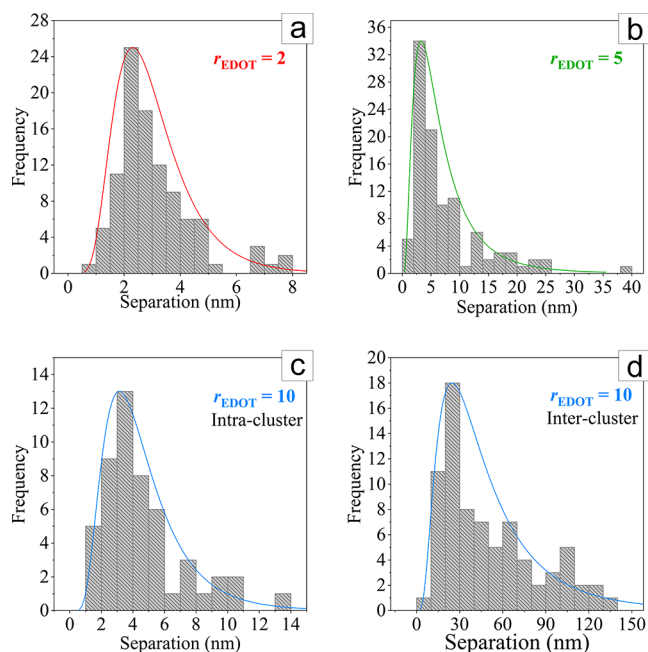 a
r_EDOT = 2
Frequency
28
24
20
16
12
8
4
0
0 2 4 6 8
Separation (nm)
b
r_EDOT = 5
Frequency
36
32
28
24
20
16
12
8
4
0
0 5 10 15 20 25 30 35 40
Separation (nm)
c
r_EDOT = 10
Intra-cluster
Frequency
14
12
10
8
6
4
2
0
0 2 4 6 8 10 12 14
Separation (nm)
d
r_EDOT = 10
Inter-cluster
Frequency
20
18
16
14
12
10
8
6
4
2
0
0 30 60 90 120 150
Separation (nm)